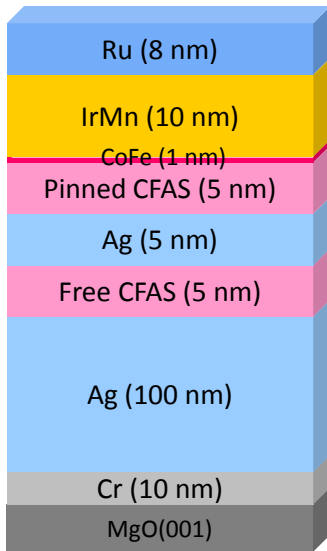 Ru (8 nm)
IrMn (10 nm)
CoFe (1 nm)
Pinned CFAS (5 nm)
Ag (5 nm)
Free CFAS (5 nm)
Ag (100 nm)
Cr (10 nm)
MgO(001)